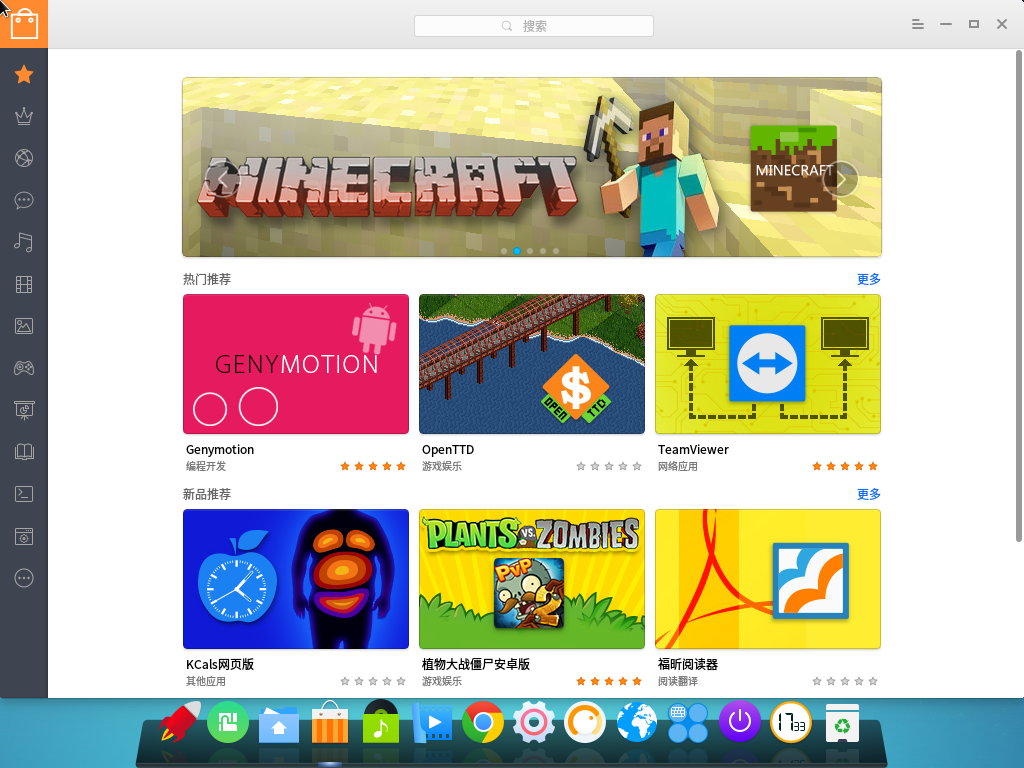 搜索
MINECRAFT
MINECRAFT
热门推荐
更多
GENYMOTION
OPEN
TTD
Genymotion
编程开发
OpenTTD
游戏娱乐
TeamViewer
网络应用
新品推荐
更多
PLANTS VS. ZOMBIES
PVP
2
KCals网页版
其他应用
植物大战僵尸安卓版
游戏娱乐
福昕阅读器
阅读翻译
17 33